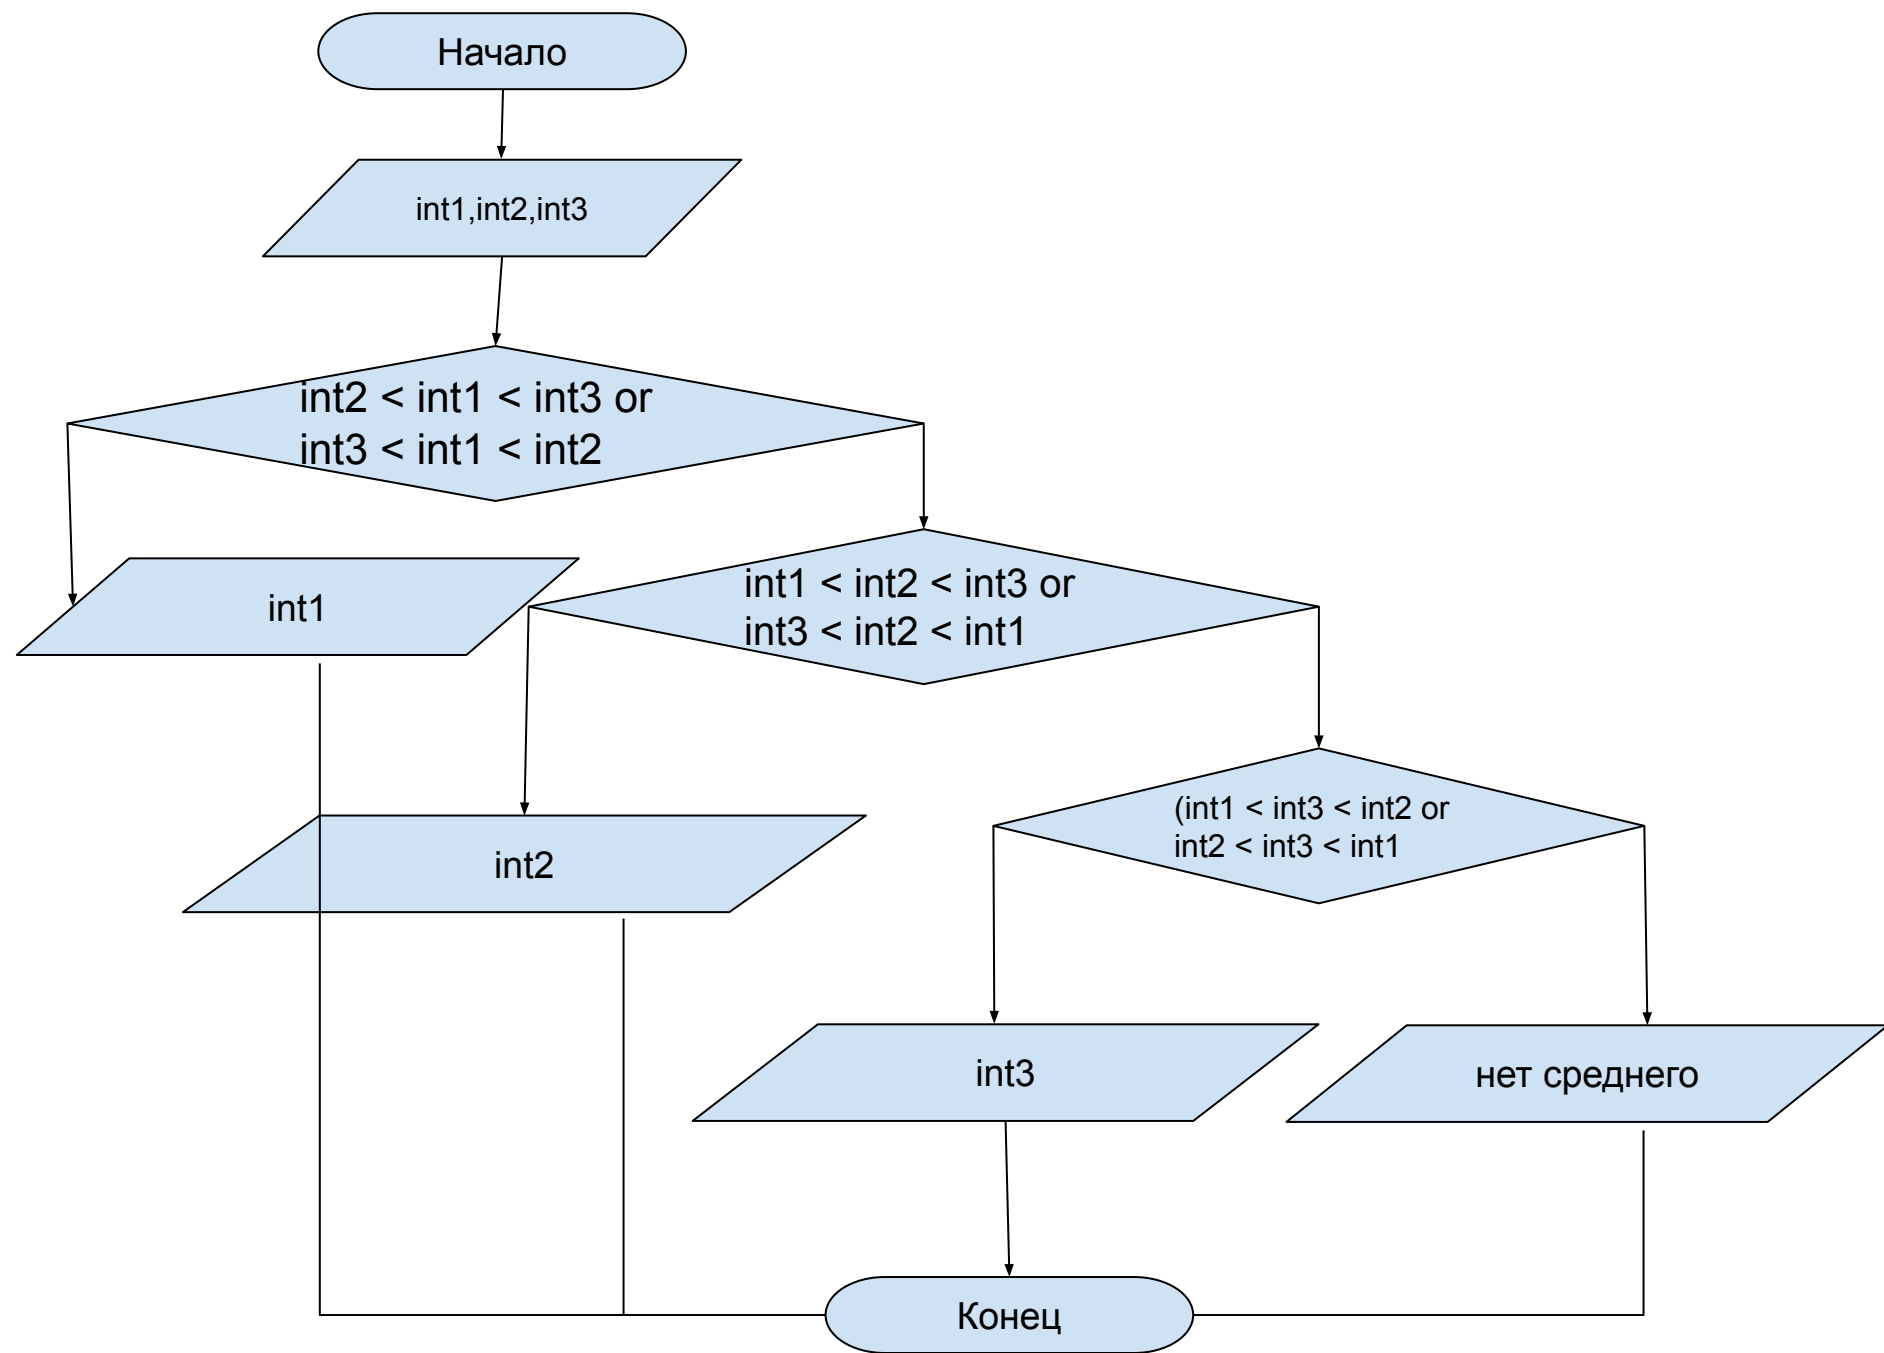 Начало
int1,int2,int3
int2 < int1 < int3 or
int3 < int1 < int2
int1
int1 < int2 < int3 or
int3 < int2 < int1
int2
(int1 < int3 < int2 or
int2 < int3 < int1
int3
нет среднего
Конец